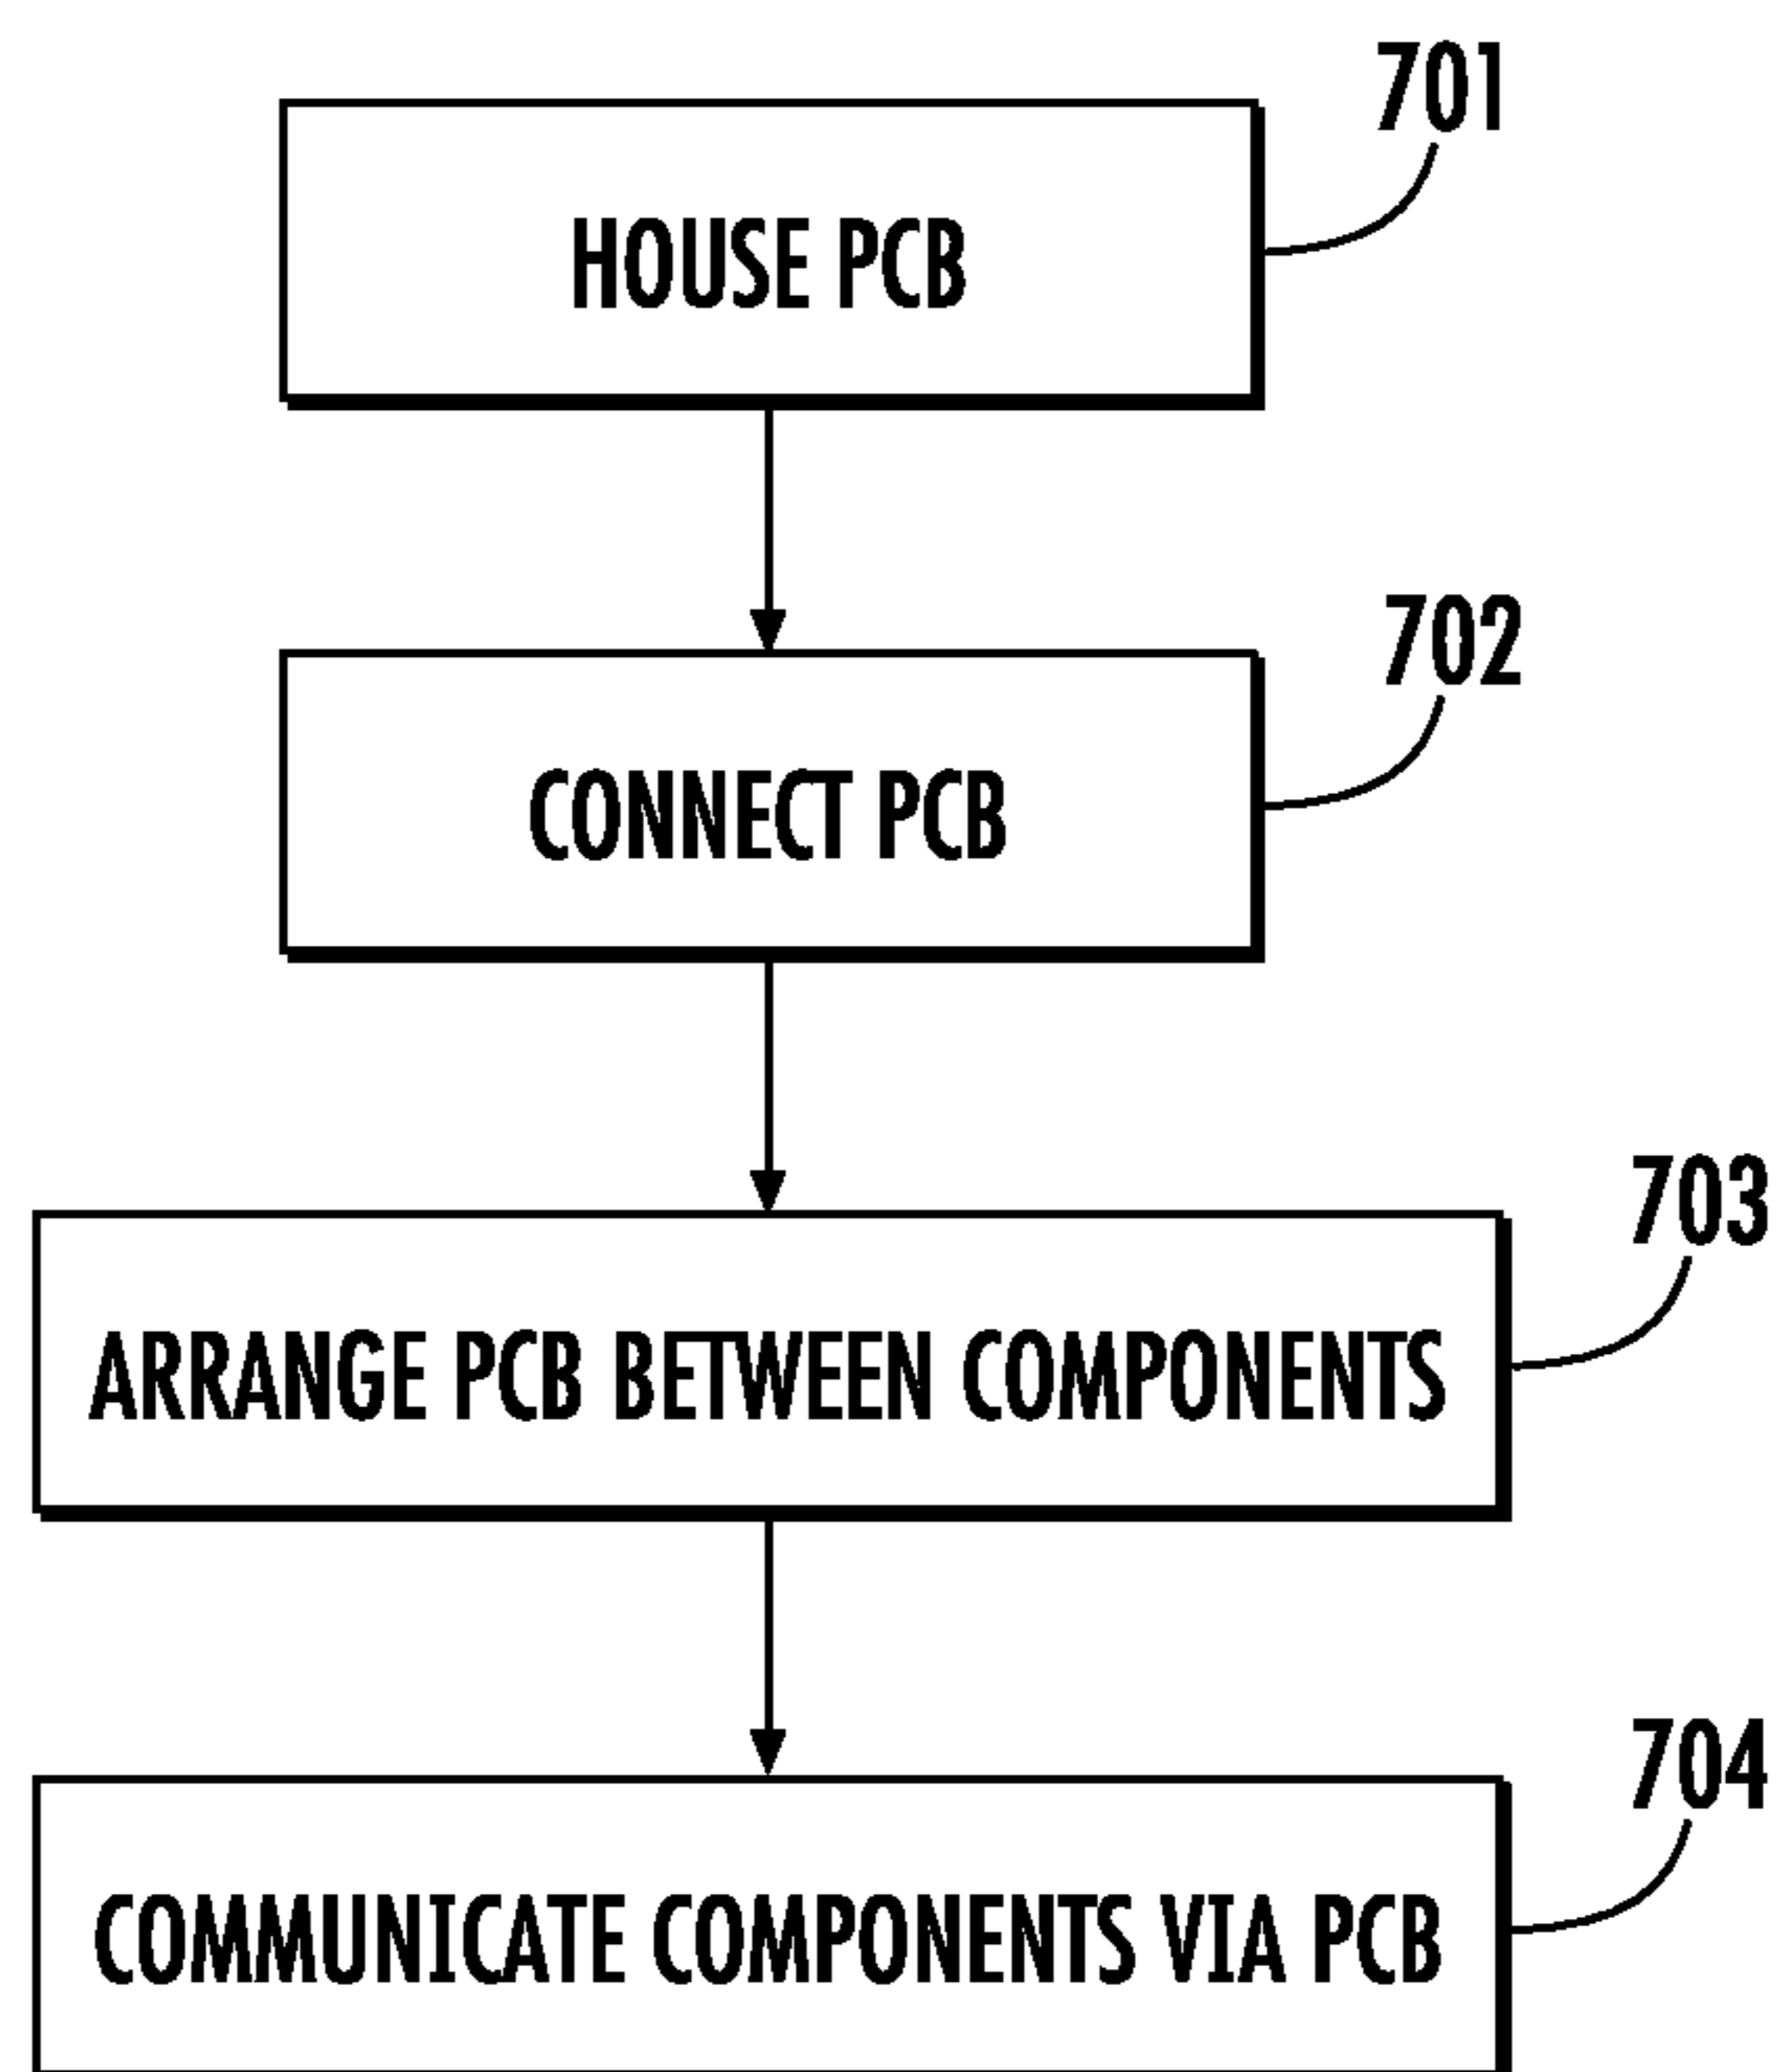 701
HOUSE PCB
702
CONNECT PCB
703
ARRANGE PCB BETWEEN COMPONENTS
704
COMMUNICATE COMPONENTS VIA PCB